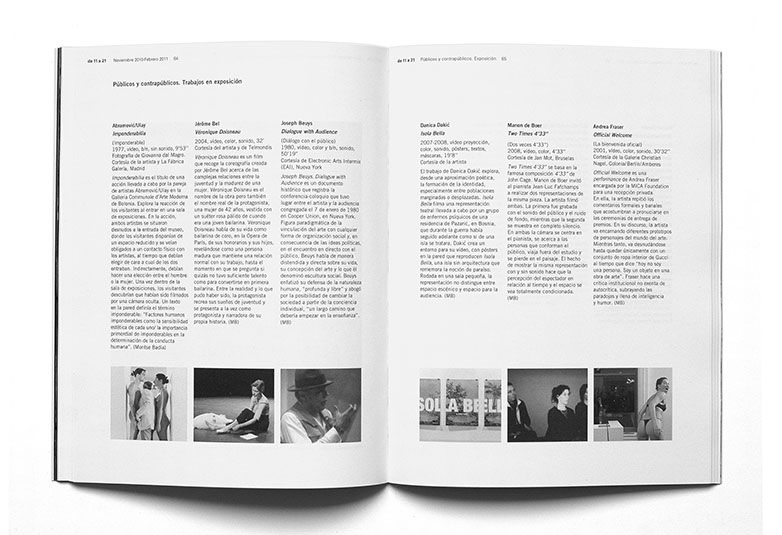 de 11 a 21 Noviembre 2010-Febrero 2011 64
Públicos y contrapúblicos. Trabajos en exposición
Abramović/Ulay
Imponderabilia
(Imponderable)
1977, video, b/n, sin sonido, 9'53"
Fotografía de Giovanna dal Magro.
Cortesía del artista y La Fábrica
Galería, Madrid
Imponderabilia es el título de una
acción llevada a cabo por la pareja
de artistas Abramović/Ulay en la
Galleria Communale d'Arte Moderna
de Bolonia. Explora la reacción de
los visitantes al entrar en una sala
de exposiciones. En la acción,
ambos artistas se situaron
desnudos a la entrada del museo,
donde los visitantes disponían de
un espacio reducido y se veían
obligados a un contacto físico con
los artistas, al tiempo que debían
elegir de cara a cual de los dos
entraban. Indirectamente, debían
hacer una elección entre el hombre
o la mujer. Una vez dentro de la
sala de exposiciones, los visitantes
descubrían que habían sido filmados
por una cámara oculta. Un texto
en la pared definía el término
imponderable: "Factores humanos
imponderables como la sensibilidad
estética de cada uno/ la importancia
primordial de imponderables en la
determinación de la conducta
humana". (Montse Badia)
Jérôme Bel
Véronique Doisneau
2004, video, color, sonido, 32'
Cortesía del artista y de Telmondis
Véronique Doisneau es un film
que recoge la coreografía creada
por Jérôme Bel acerca de las
complejas relaciones entre la
juventud y la madurez de una
mujer. Véronique Doisneau es el
nombre de la obra pero también
el nombre real de la protagonista,
una mujer de 42 años, vestida con
un suéter rosa pálido de cuando
era una joven bailarina. Véronique
Doisneau habla de su vida como
bailarina de coro, en la Ópera de
París, de sus honorarios y sus hijos,
revelándose como una persona
madura que mantiene una relación
normal con su trabajo, hasta el
momento en que se pregunta si
quizás no tuvo suficiente talento
como para convertirse en primera
bailarina. Entre la realidad y lo que
pudo haber sido, la protagonista
recrea sus sueños de juventud y
se presenta a la vez como
protagonista y narradora de su
propia historia. (MB)
Joseph Beuys
Dialogue with Audience
(Diálogo con el público)
1980, video, color y b/n, sonido,
50'19"
Cortesía de Electronic Arts Intermix
(EAI), Nueva York
Joseph Beuys. Dialogue with
Audience es un documento
histórico que registra la
conferencia coloquio que tuvo
lugar entre el artista y la audiencia
congregada el 7 de enero de 1980
en Cooper Union, en Nueva York.
Figura paradigmática de la
vinculación del arte con cualquier
forma de organización social y, en
consecuencia de las ideas políticas,
en el encuentro en directo con el
público, Beuys habla de manera
distendida y directa sobre su vida,
su concepción del arte y lo que él
denominó escultura social. Beuys
enfatizó su defensa de la naturaleza
humana, "profunda y libre" y abogó
por la posibilidad de cambiar la
sociedad a partir de la conciencia
individual, "un largo camino que
debería empezar en la enseñanza".
(MB)
de 11 a 21 Públicos y contrapúblicos. Exposición 65
Danica Dakić
Isola Bella
2007-2008, video proyección,
color, sonido, pósters, textos,
máscaras, 19'8"
Cortesía de la artista
El trabajo de Danica Dakić explora,
desde una aproximación poética,
la formación de la identidad,
especialmente entre poblaciones
marginadas o desplazadas. Isola
Bella filma una representación
teatral llevada a cabo por un grupo
de enfermos psíquicos de una
residencia de Pazarić, en Bosnia,
que durante la guerra había
seguido adelante como si de una
isla se tratara. Dakić crea un
entorno para su video, con pósters
en la pared que reproducen Isola
Bella, una isla sin arquitectura que
rememora la noción de paraíso.
Rodada en una sala pequeña, la
representación no distingue entre
espacio escénico y espacio para la
audiencia. (MB)
Manon de Boer
Two Times 4'33"
(Dos veces 4'33")
2008, video, color, 4'33"
Cortesía de Jan Mot, Bruselas
Two Times 4'33" se basa en la
famosa composición 4'33" de
John Cage. Manon de Boer invitó
al pianista Jean Luc Fafchamps
a realizar dos representaciones de
la misma pieza. La artista filmó
ambas. La primera fue grabada
con el sonido del público y el ruido
de fondo, mientras que la segunda
se muestra en completo silencio.
En ambas la cámara se centra en
el pianista, se acerca a las
personas que conforman el
público, viaja fuera del estudio y
se pierde en el paisaje. El hecho
de mostrar la misma representación
con y sin sonido hace que la
percepción del espectador en
relación al tiempo y el espacio se
vea totalmente condicionada.
(MB)
Andrea Fraser
Official Welcome
(La bienvenida oficial)
2001, video, color, sonido, 30'32"
Cortesía de la Galerie Christian
Nagel, Colonia/Berlín/Amberes
Official Welcome es una
performance de Andrea Fraser
encargada por la MICA Foundation
para una recepción privada.
En ella, la artista repitió los
comentarios formales y banales
que acostumbran a pronunciarse en
las ceremonias de entrega de
premios. En su discurso, la artista
va encarnando diferentes prototipos
de personajes del mundo del arte.
Mientras tanto, va desnudándose
hasta quedar únicamente con un
conjunto de ropa interior de Gucci
al tiempo que dice "hoy no soy
una persona. Soy un objeto en una
obra de arte". Fraser hace una
crítica institucional no exenta de
autocrítica, subrayando las
paradojas y llena de inteligencia
y humor. (MB)
SOLA BELL